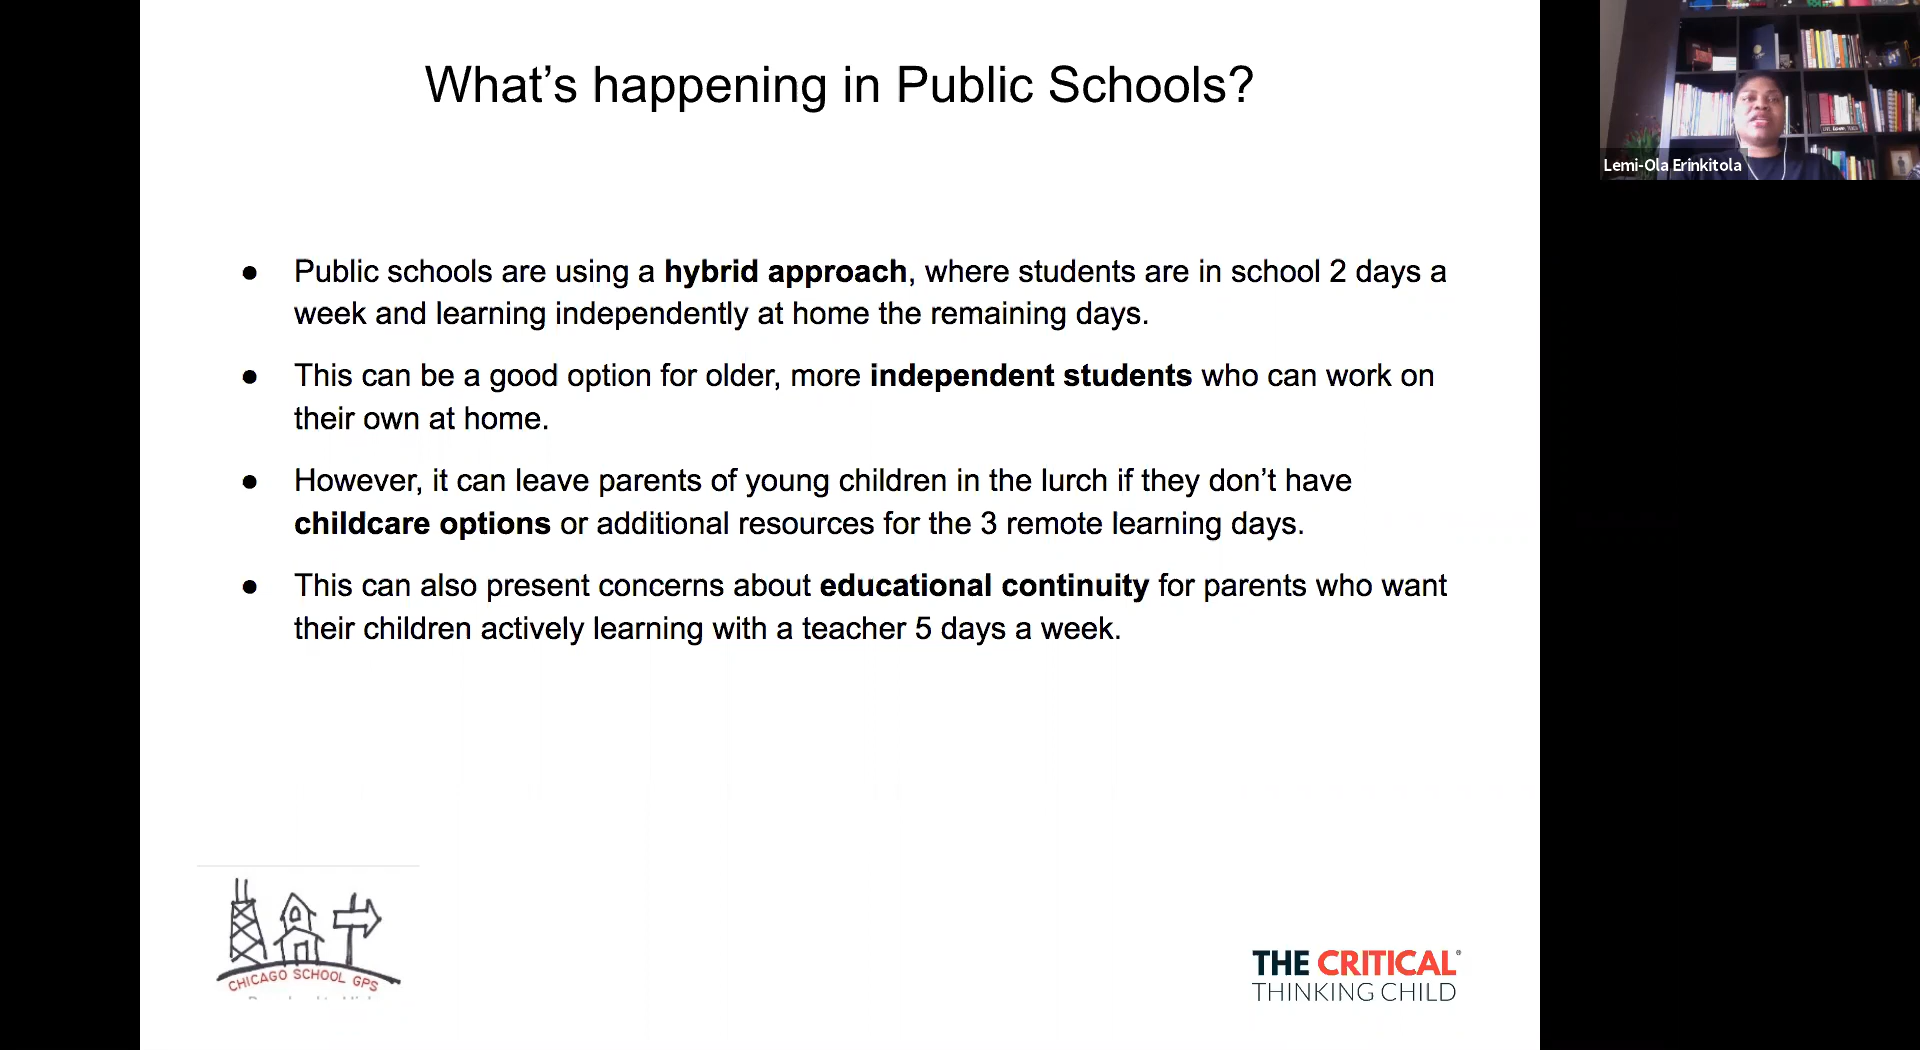 What's happening in Public Schools?
Lemi-Ola Erinkitola
● Public schools are using a hybrid approach, where students are in school 2 days a
week and learning independently at home the remaining days.
● This can be a good option for older, more independent students who can work on
their own at home.
● However, it can leave parents of young children in the lurch if they don't have
childcare options or additional resources for the 3 remote learning days.
● This can also present concerns about educational continuity for parents who want
their children actively learning with a teacher 5 days a week.
CHICAGO SCHOOL GPS
THE CRITICAL®
THINKING CHILD